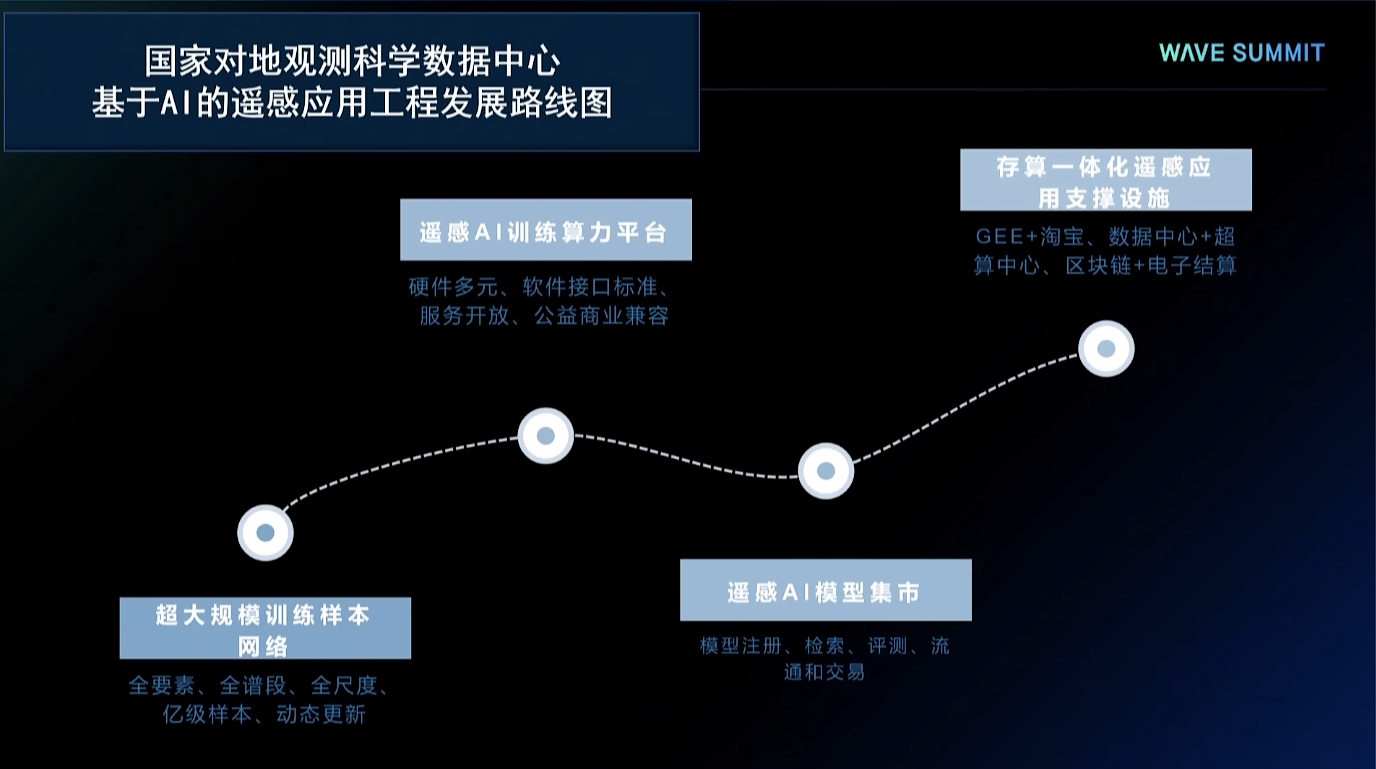 国家对地观测科学数据中心
基于AI的遥感应用工程发展路线图
WAVE SUMMIT
存算一体化遥感应
用支撑设施
GEE+淘宝、数据中心+超
算中心、区块链+电子结算
遥感AI训练算力平台
硬件多元、软件接口标准、
服务开放、公益商业兼容
遥感AI模型集市
模型注册、检索、评测、流
通和交易
超大规模训练样本
网络
全要素、全谱段、全尺度、
亿级样本、动态更新